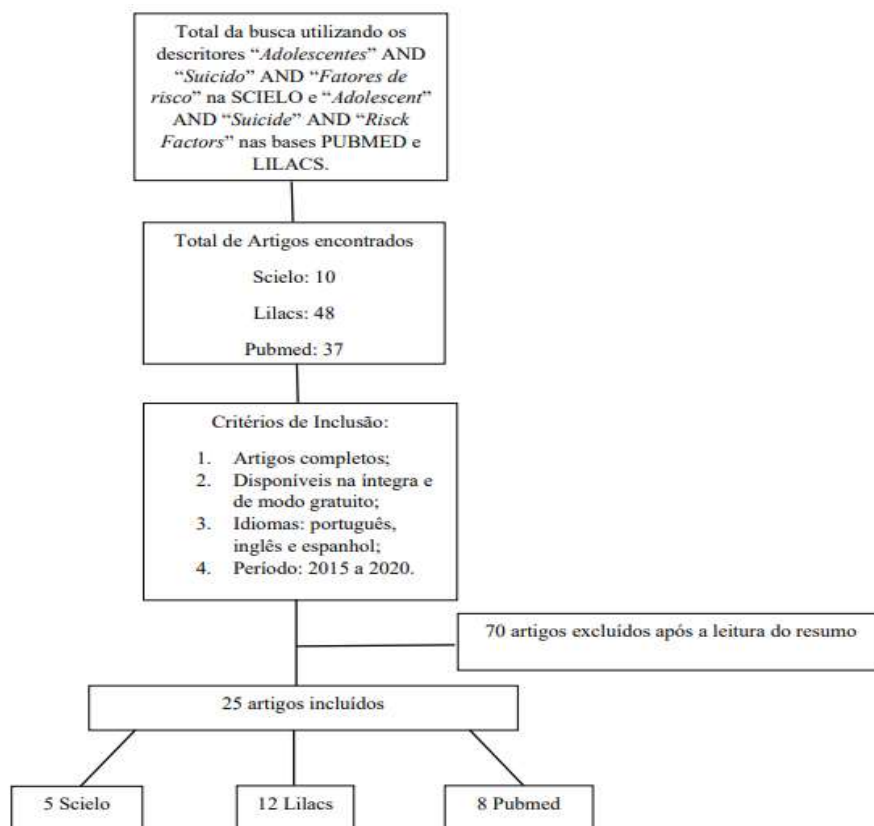 Total da busca utilizando os
descritores “Adolescentes” AND
“Suicido” AND “Fatores de
risco” na SCIELO e “Adolescent”
AND “Suicide” AND “Risck
Factors” nas bases PUBMED e
LILACS.
Total de Artigos encontrados
Scielo: 10
Lilacs: 48
Pubmed: 37
Critérios de Inclusão:
1. Artigos completos;
2. Disponíveis na íntegra e
de modo gratuito;
3. Idiomas: português,
inglês e espanhol;
4. Período: 2015 a 2020.
70 artigos excluídos após a leitura do resumo
25 artigos incluídos
5 Scielo
12 Lilacs
8 Pubmed